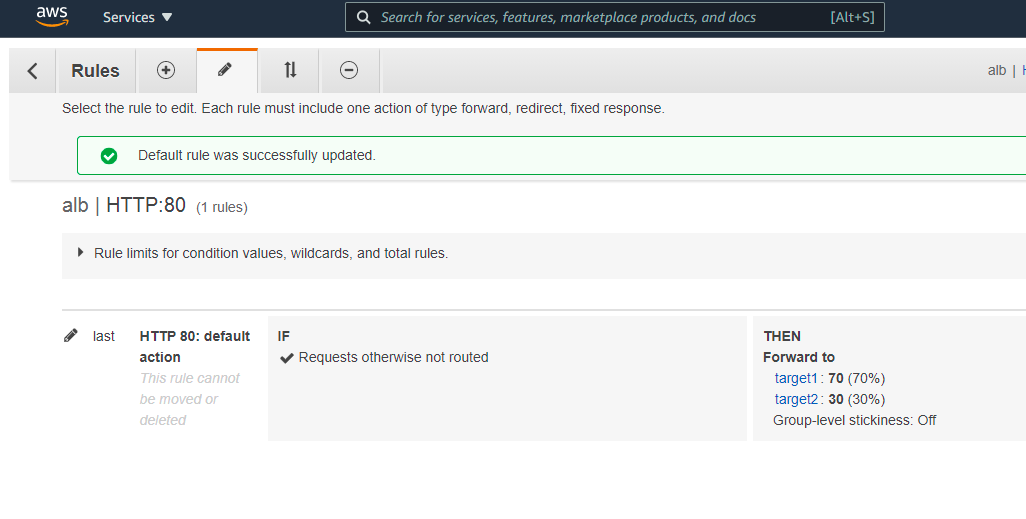 aws Services Search for services, features, marketplace products, and docs [Alt+S]
Rules alb |
Select the rule to edit. Each rule must include one action of type forward, redirect, fixed response.
Default rule was successfully updated.
alb | HTTP:80 (1 rules)
Rule limits for condition values, wildcards, and total rules.
last HTTP 80: default IF THEN
action Requests otherwise not routed Forward to
This rule cannot target1: 70 (70%)
be moved or target2: 30 (30%)
deleted Group-level stickiness: Off